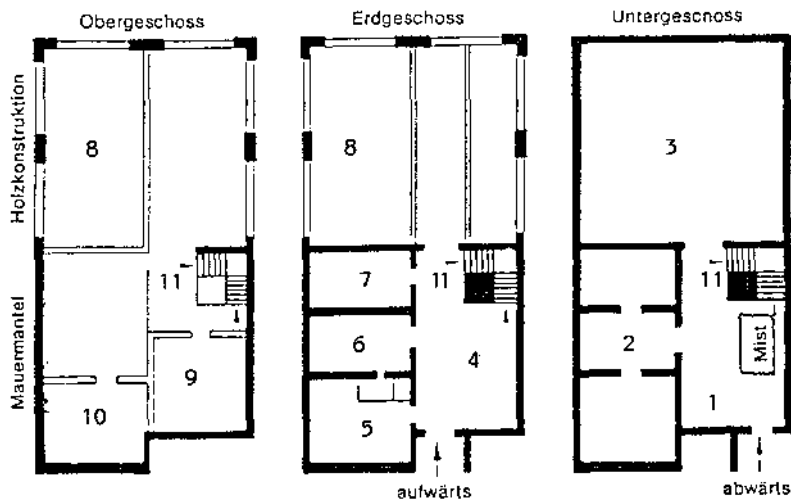 Obergeschoss
Erdgeschoss
Untergescnoss
Holzkonstruktion
Mauermantel
8
11
9
10
8
7
11
6
4
5
aufwärts
3
11
2
Mist
1
abwärts